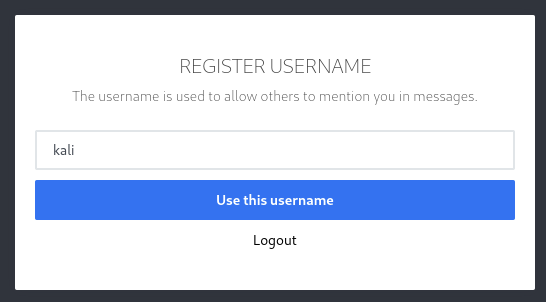 REGISTER USERNAME
The username is used to allow others to mention you in messages.
kali
Use this username
Logout